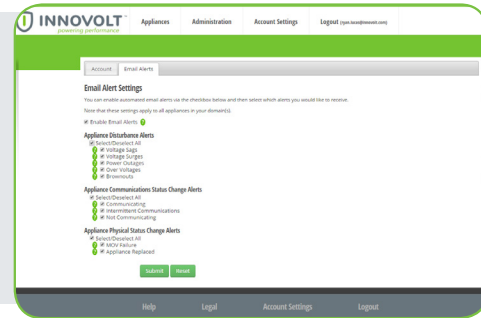 INNOVOLT
powering performance
Appliances Administration Account Settings Logout
Account Email Alerts
Email Alert Settings
You can enable automated email alerts via the checkbox below and then select which alerts you would like to receive.
Note that these settings apply to all appliances in your domain(s).
Enable Email Alerts ?
Appliance Disturbance Alerts
Select/Deselect All
? Voltage Sags
? Voltage Surges
? Power Outages
? Over Voltages
? Brownouts
Appliance Communications Status Change Alerts
Select/Deselect All
? Communicating
? Intermittent Communications
? Not Communicating
Appliance Physical Status Change Alerts
Select/Deselect All
? MOV Failure
? Appliance Replaced
Submit Reset
Help Legal Account Settings Logout